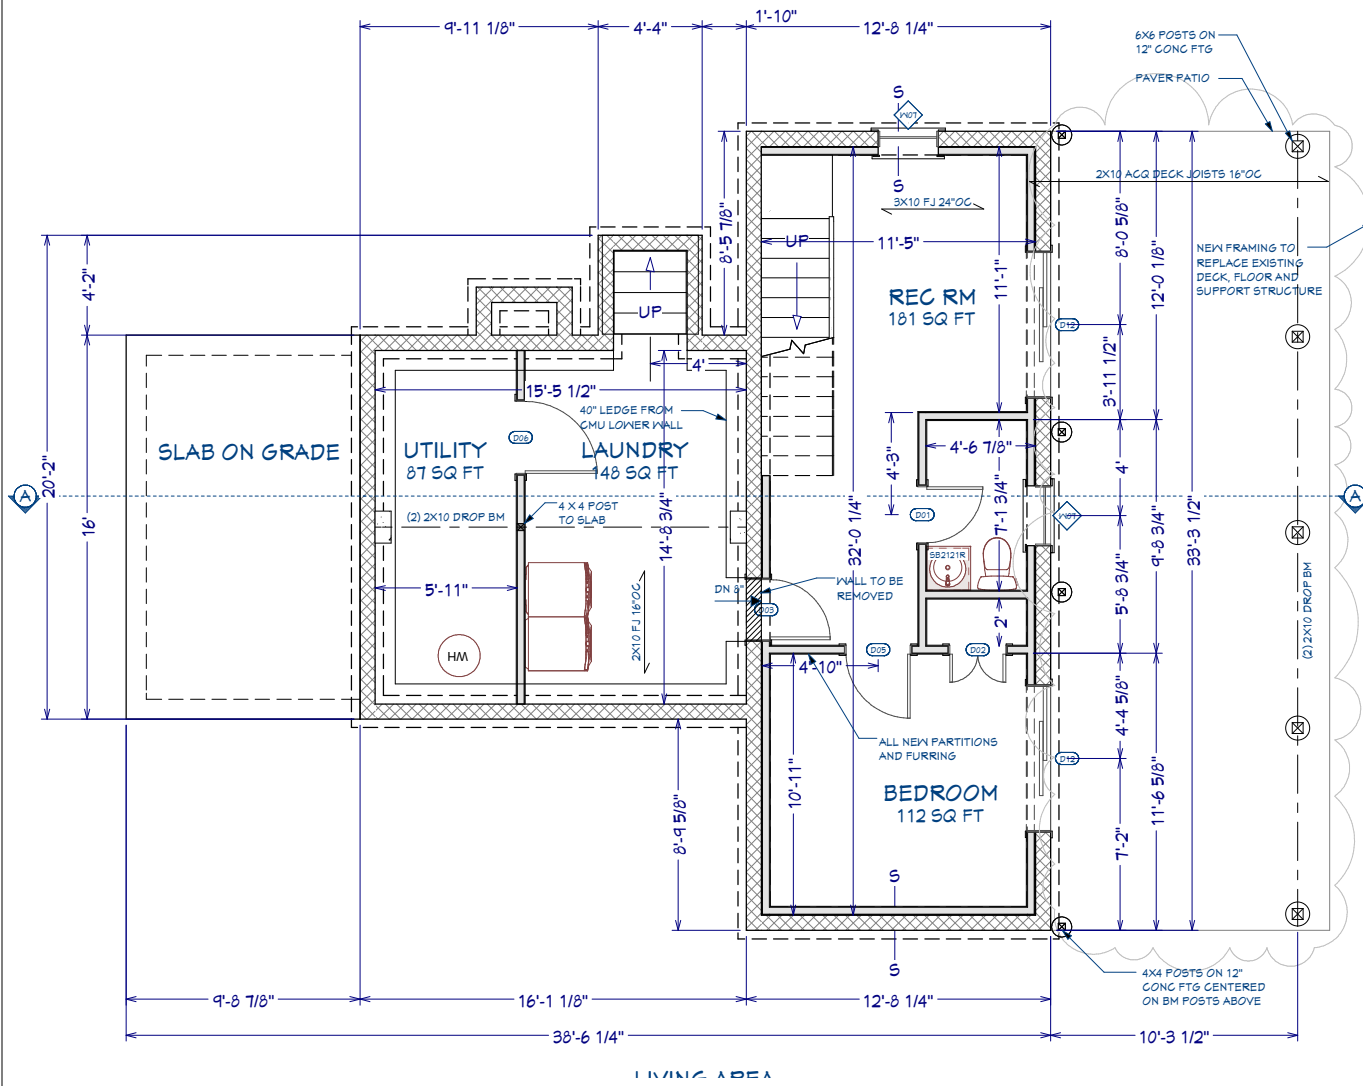 1'-10"
9'-11 1/8"
4'-4"
12'-8 1/4"
6X6 POSTS ON
12" CONC FTG
PAVER PATIO
S
W01
S
2X10 ACQ DECK JOISTS 16"OC
3X10 FJ 24"OC
8'-5 7/8"
UP
11'-5"
11'-1"
8'-0 5/8"
12'-0 1/8"
33'-3 1/2"
NEW FRAMING TO
REPLACE EXISTING
DECK, FLOOR AND
SUPPORT STRUCTURE
4'-2"
UP
REC RM
181 SQ FT
D12
3'-11 1/2"
4'
15'-5 1/2"
40" LEDGE FROM
CMU LOWER WALL
SLAB ON GRADE
UTILITY
87 SQ FT
D06
LAUNDRY
148 SQ FT
4'-3"
4'-6 7/8"
4'
A
20'-2"
16'
A
(2) 2X10 DROP BM
4 X 4 POST
TO SLAB
14'-8 3/4"
32'-0 1/4"
D01
7'-1 3/4"
9'-8 3/4"
SB2121R
5'-11"
DN 8"
WALL TO BE
REMOVED
D03
2X10 FJ 16"OC
2'
5'-8 3/4"
(2) 2X10 DROP BM
WH
D05
D02
4'-10"
4'-4 5/8"
ALL NEW PARTITIONS
AND FURRING
D12
10'-11"
BEDROOM
112 SQ FT
11'-6 5/8"
8'-9 5/8"
7'-2"
S
S
4X4 POSTS ON 12"
CONC FTG CENTERED
ON BM POSTS ABOVE
9'-8 7/8"
16'-1 1/8"
12'-8 1/4"
38'-6 1/4"
10'-3 1/2"
LIVING AREA